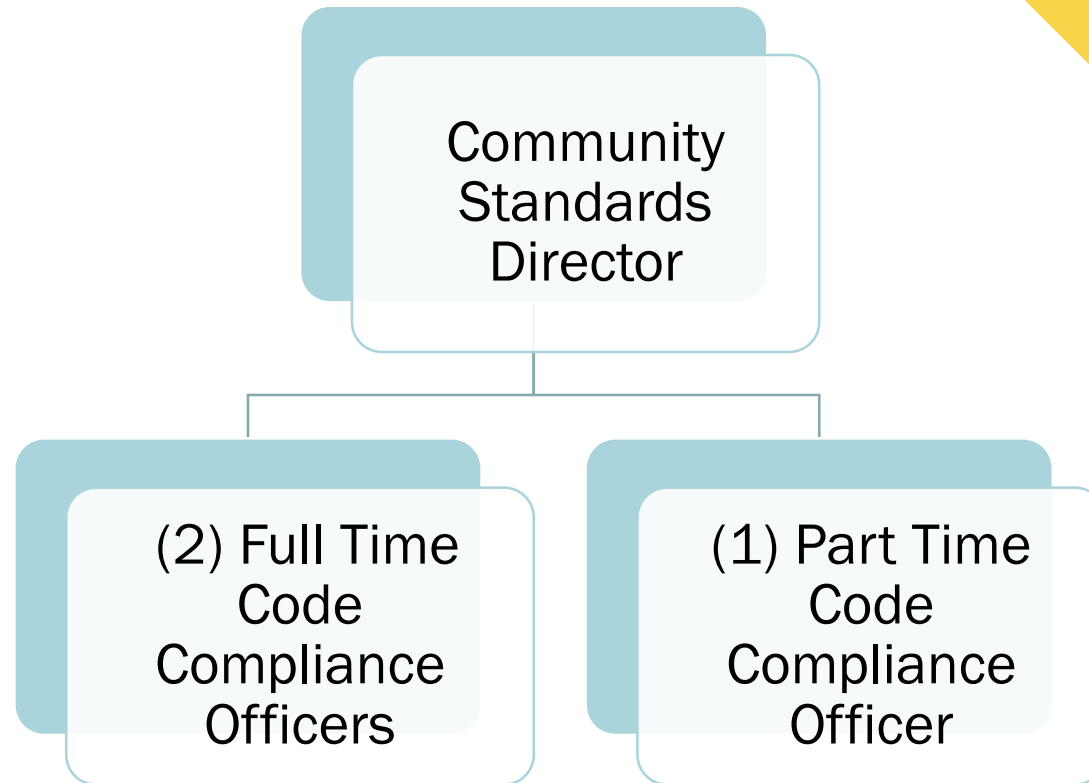 Community
Standards
Director
(2) Full Time
Code
Compliance
Officers
(1) Part Time
Code
Compliance
Officer